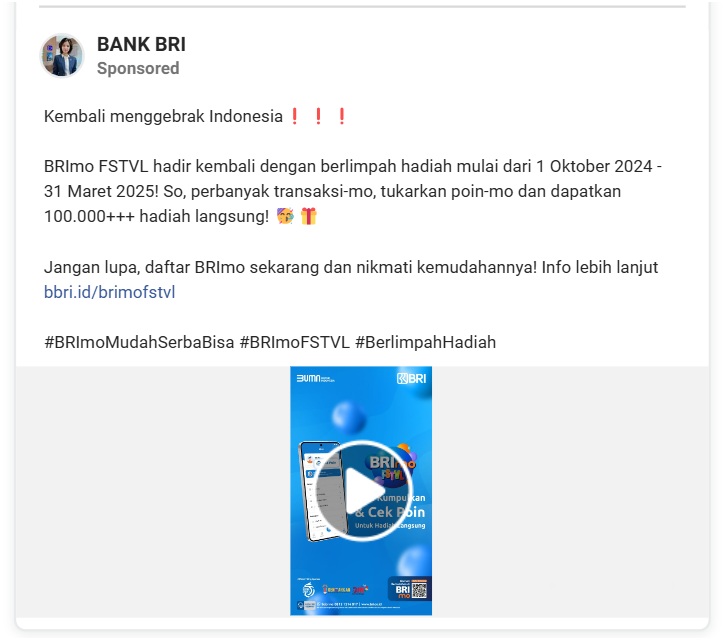 BANK BRI
Sponsored
Kembali menggebrak Indonesia❗❗❗
BRImo FSTVL hadir kembali dengan berlimpah hadiah mulai dari 1 Oktober 2024 -
31 Maret 2025! So, perbanyak transaksi-mo, tukarkan poin-mo dan dapatkan
100.000+++ hadiah langsung! 🥳🎁
Jangan lupa, daftar BRImo sekarang dan nikmati kemudahannya! Info lebih lanjut
bbri.id/brimofstvl
#BRImoMudahSerbaBisa #BRImoFSTVL #BerlimpahHadiah
BUMN
BRI
BRImo
FSTVL
Kumpulkan
& Cek Poin
Untuk Hadiah Langsung
BRI
mo